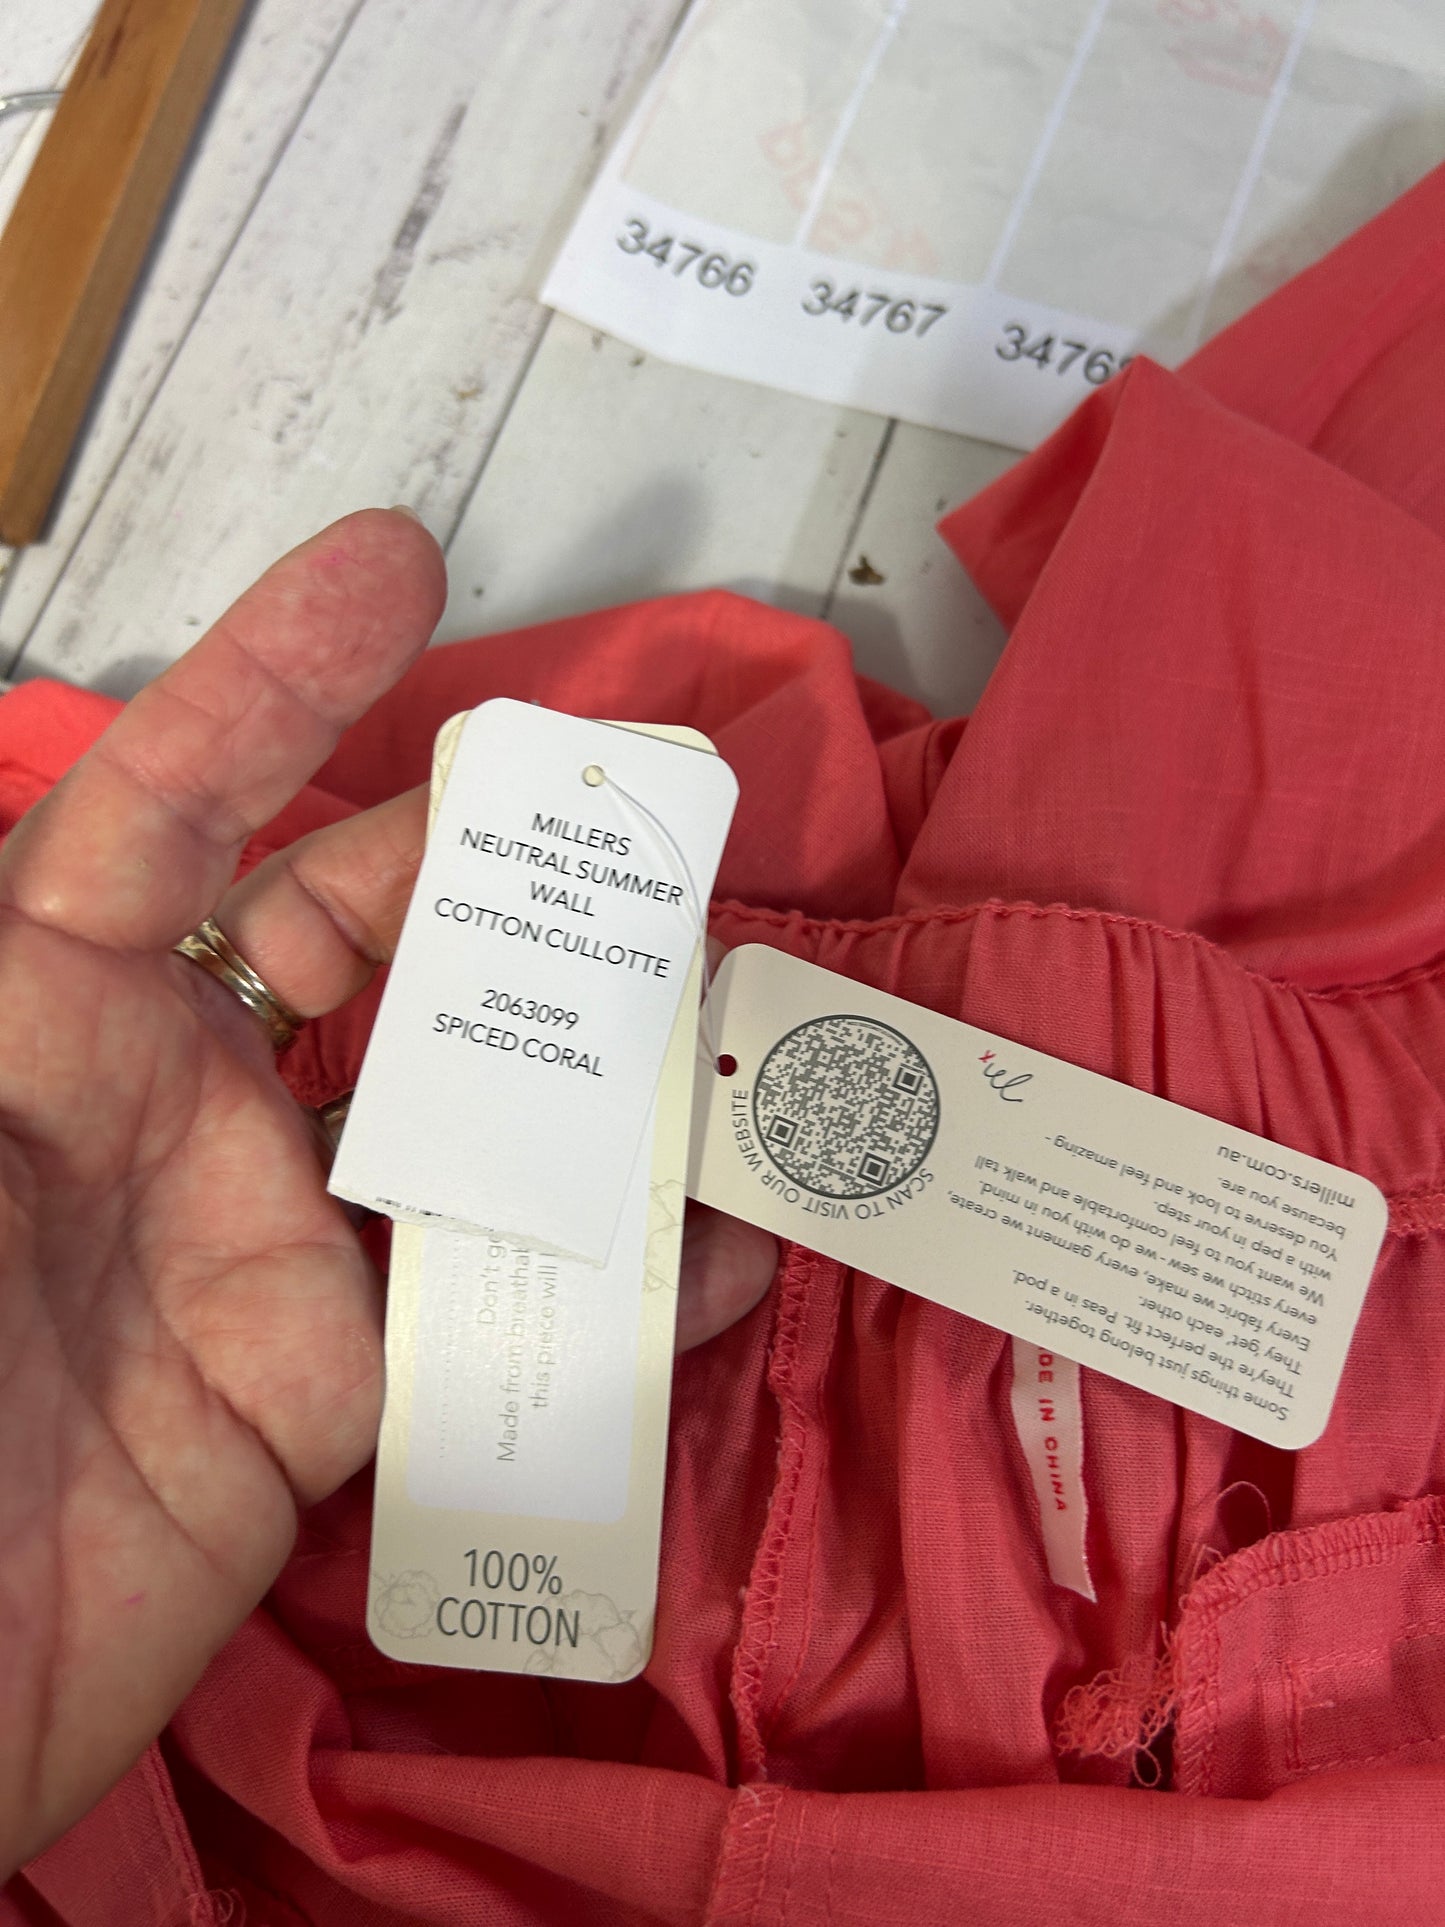 34766 34767
MILLERS
NEUTRAL SUMMER
WALL
COTTON CULLOTTE
2063099
SPICED CORAL
Don't
Made from
this piece will
100%
COTTON
SCAN TO VISIT OUR WEBSITE
Some things just belong together.
They're the perfect fit. Peas in a pod.
They 'get' each other.
Every fabric we make, every garment we create,
every stitch we sew - we do with you in mind.
We want you to feel comfortable and walk tall
with a pep in your step.
You deserve to look and feel amazing -
because you are.
millers.com.au
IN CHINA